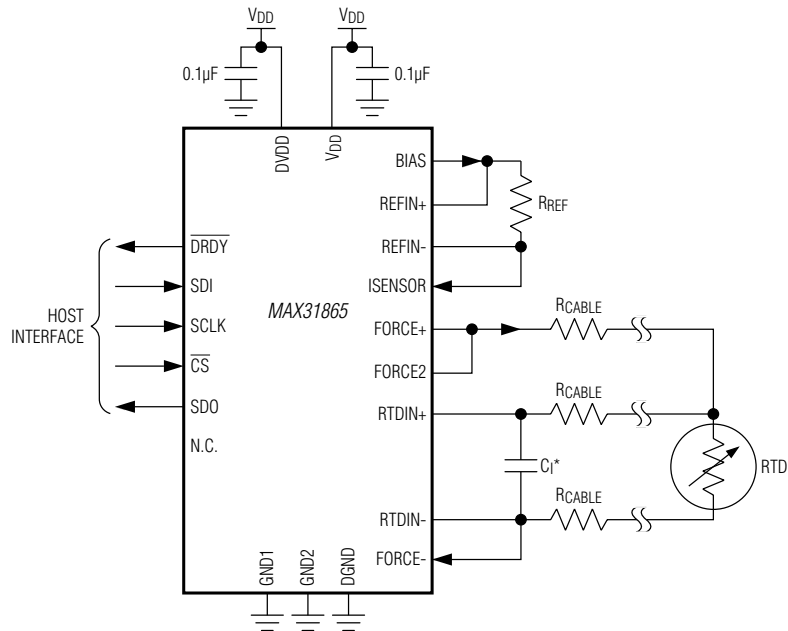 VDD
VDD
0.1µF
0.1µF
DVDD
VDD
BIAS
REFIN+
RREF
REFIN-
ISENSOR
DRDY
SDI
SCLK
CS
SDO
HOST
INTERFACE
N.C.
MAX31865
FORCE+
RCABLE
FORCE2
RTDIN+
RCABLE
CI*
RTD
RTDIN-
RCABLE
FORCE-
GND1
GND2
DGND